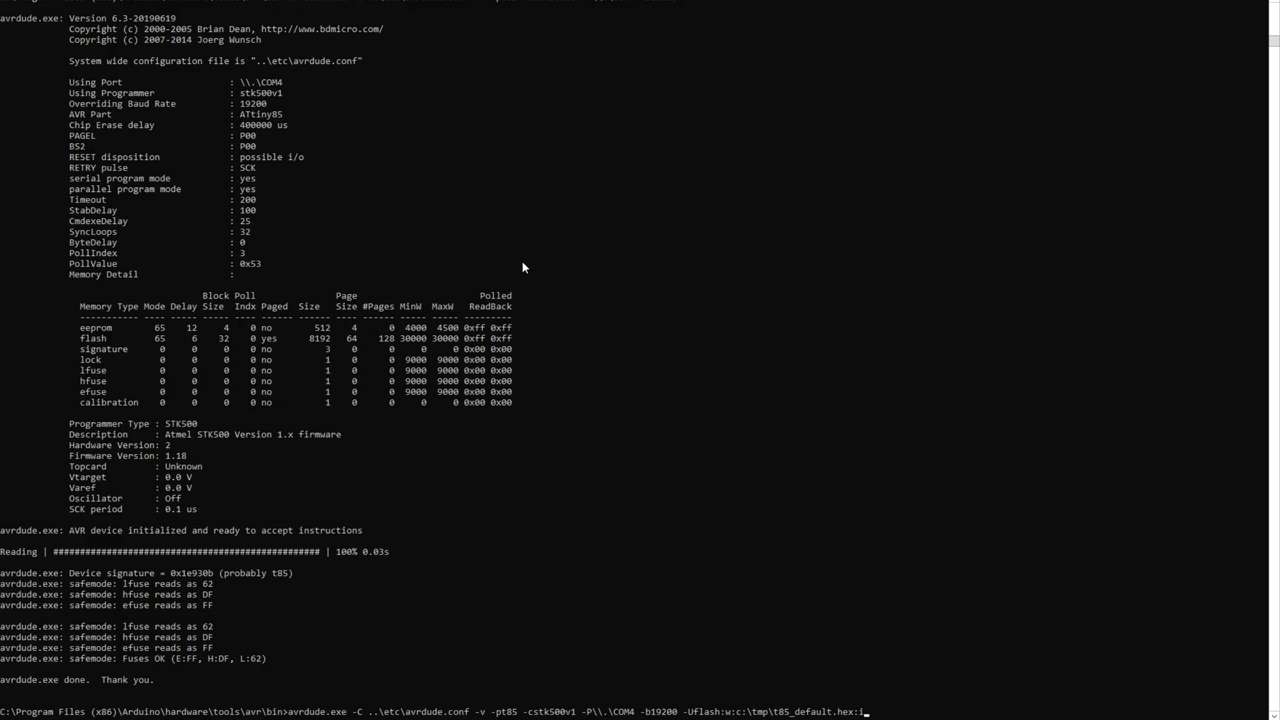 avrdude.exe: Version 6.3-20190619
Copyright (c) 2000-2005 Brian Dean, http://www.bdmicro.com/
Copyright (c) 2007-2014 Joerg Wunsch
System wide configuration file is "..\etc\avrdude.conf"
Using Port : \\.\COM4
Using Programmer : stk500v1
Overriding Baud Rate : 19200
AVR Part : ATtiny85
Chip Erase delay : 400000 us
PAGEL : P00
BS2 : P00
RESET disposition : possible i/o
RETRY pulse : SCK
serial program mode : yes
parallel program mode : yes
Timeout : 200
StabDelay : 100
CmdexeDelay : 25
SyncLoops : 32
ByteDelay : 0
PollIndex : 3
PollValue : 0x53
Memory Detail :
Block Poll Page Polled
Memory Type Mode Delay Size Indx Paged Size Size #Pages MinW MaxW ReadBack
----------- ---- ----- ----- ---- ------ ------ ---- ------ ----- ----- ---------
eeprom 65 12 4 0 no 512 4 0 4000 4500 0xff 0xff
flash 65 6 32 0 yes 8192 64 128 30000 30000 0xff 0xff
signature 0 0 0 0 no 3 0 0 0 0 0x00 0x00
lock 0 0 0 0 no 1 0 0 9000 9000 0x00 0x00
lfuse 0 0 0 0 no 1 0 0 9000 9000 0x00 0x00
hfuse 0 0 0 0 no 1 0 0 9000 9000 0x00 0x00
efuse 0 0 0 0 no 1 0 0 9000 9000 0x00 0x00
calibration 0 0 0 0 no 1 0 0 0 0 0x00 0x00
Programmer Type : STK500
Description : Atmel STK500 Version 1.x firmware
Hardware Version: 2
Firmware Version: 1.18
Topcard : Unknown
Vtarget : 0.0 V
Varef : 0.0 V
Oscillator : Off
SCK period : 0.1 us
avrdude.exe: AVR device initialized and ready to accept instructions
Reading | ################################################## | 100% 0.03s
avrdude.exe: Device signature = 0x1e930b (probably t85)
avrdude.exe: safemode: lfuse reads as 62
avrdude.exe: safemode: hfuse reads as DF
avrdude.exe: safemode: efuse reads as FF
avrdude.exe: safemode: lfuse reads as 62
avrdude.exe: safemode: hfuse reads as DF
avrdude.exe: safemode: efuse reads as FF
avrdude.exe: safemode: Fuses OK (E:FF, H:DF, L:62)
avrdude.exe done.  Thank you.
C:\Program Files (x86)\Arduino\hardware\tools\avr\bin>avrdude.exe -C ..\etc\avrdude.conf -v -pt85 -cstk500v1 -P\\.\COM4 -b19200 -Uflash:w:c:\tmp\t85_default.hex:i